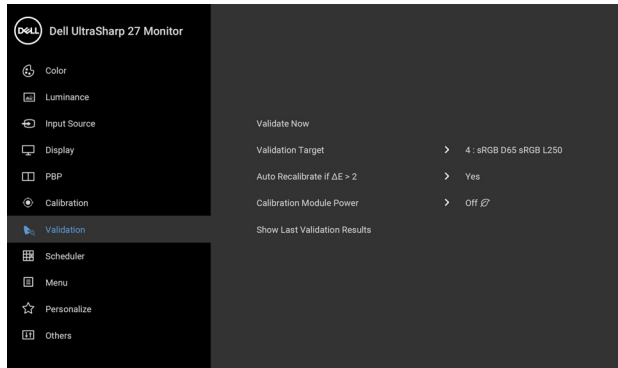 DELL Dell UltraSharp 27 Monitor
Color
Luminance
Input Source Validate Now
Display Validation Target 4 : sRGB D65 sRGB L250
PBP Auto Recalibrate if ΔE > 2 Yes
Calibration Calibration Module Power Off
Validation Show Last Validation Results
Scheduler
Menu
Personalize
Others